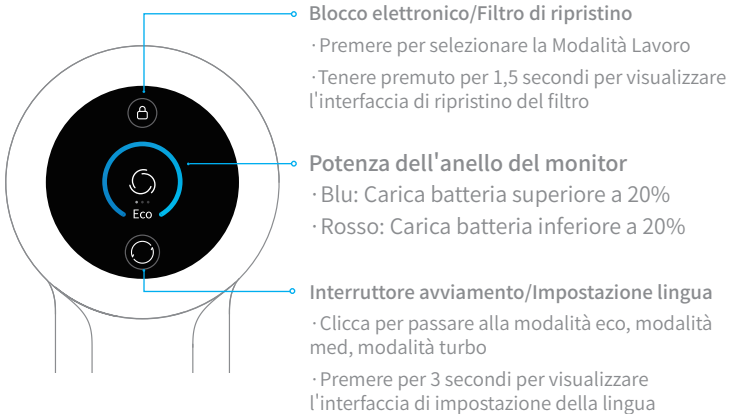 Blocco elettronico/Filtro di ripristino
·Premere per selezionare la Modalità Lavoro
·Tenere premuto per 1,5 secondi per visualizzare
l'interfaccia di ripristino del filtro
Potenza dell'anello del monitor
·Blu: Carica batteria superiore a 20%
·Rosso: Carica batteria inferiore a 20%
Eco
Interruttore avviamento/Impostazione lingua
·Clicca per passare alla modalità eco, modalità
med, modalità turbo
·Premere per 3 secondi per visualizzare
l'interfaccia di impostazione della lingua